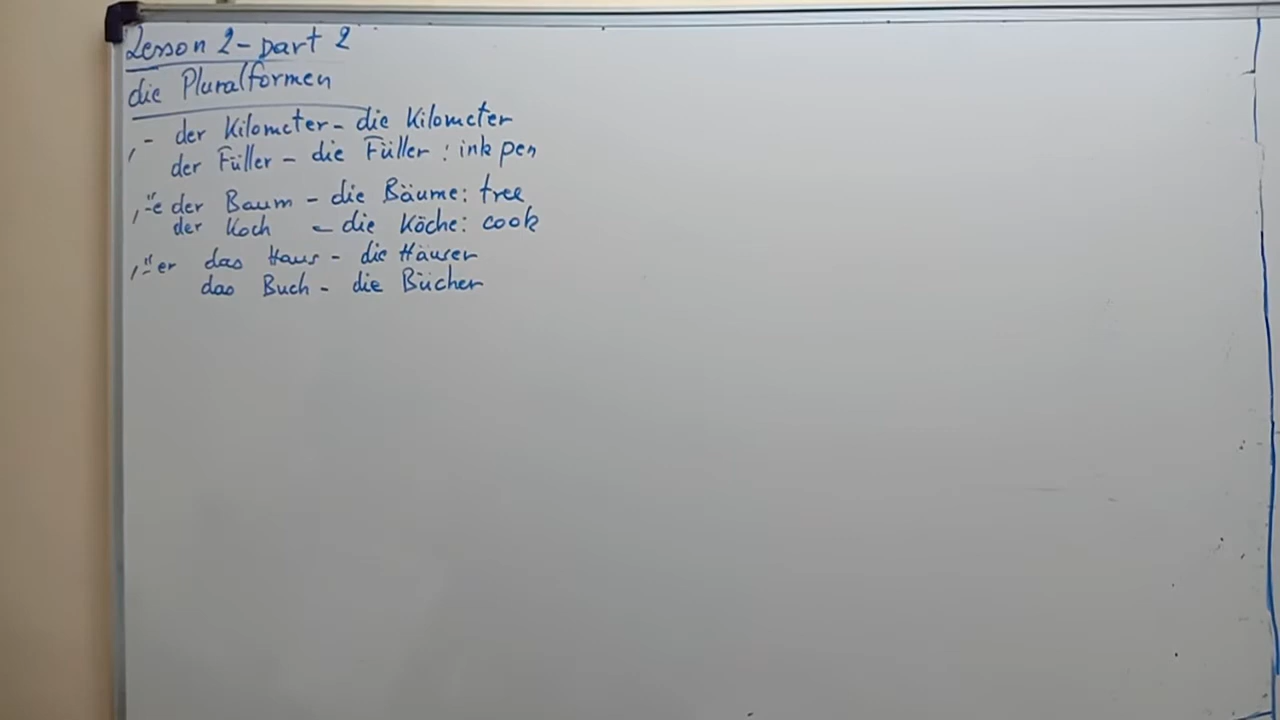 Lesson 2 - part 2
die Pluralformen
, - der Kilometer - die Kilometer
der Füller - die Füller : ink pen
, ¨-e der Baum - die Bäume : tree
der Koch - die Köche : cook
, ¨-er das Haus - die Häuser
das Buch - die Bücher